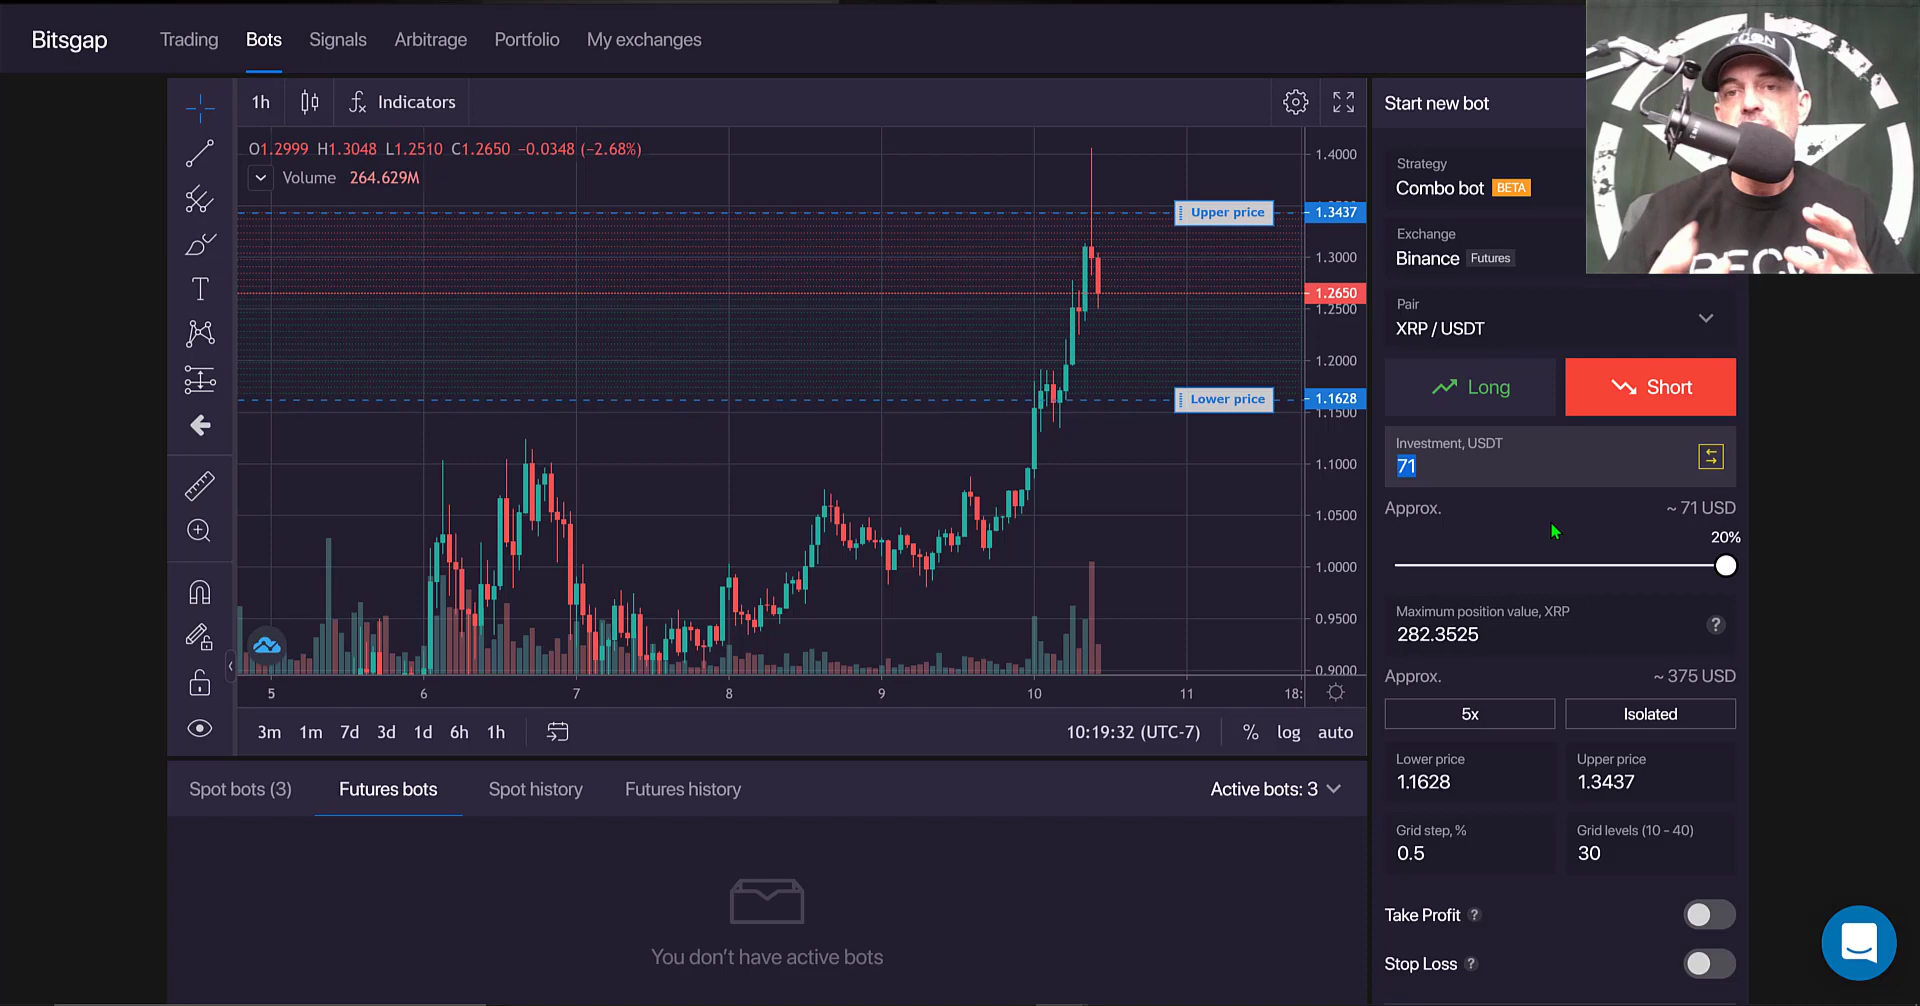 Bitsgap
Trading
Bots
Signals
Arbitrage
Portfolio
My exchanges
1h
Indicators
O1.2999 H1.3048 L1.2510 C1.2650 −0.0348 (−2.68%)
Volume 264.629M
Upper price
Lower price
1.4000
1.3437
1.3000
1.2650
1.2500
1.2000
1.1628
1.1500
1.1000
1.0500
1.0000
0.9500
0.9000
5 6 7 8 9 10 11 18:
3m 1m 7d 3d 1d 6h 1h
10:19:32 (UTC-7)
% log auto
Spot bots (3)
Futures bots
Spot history
Futures history
Active bots: 3
You don't have active bots
Start new bot
Strategy
Combo bot BETA
Exchange
Binance Futures
Pair
XRP / USDT
Long
Short
Investment, USDT
71
Approx. ~ 71 USD
20%
Maximum position value, XRP
282.3525
?
Approx. ~ 375 USD
5x
Isolated
Lower price
1.1628
Upper price
1.3437
Grid step, %
0.5
Grid levels (10 - 40)
30
Take Profit ?
Stop Loss ?